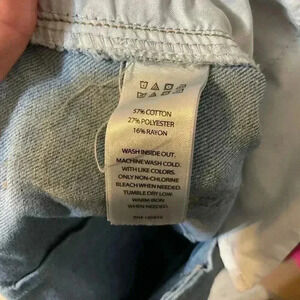 57% COTTON
27% POLYESTER
16% RAYON
WASH INSIDE OUT.
MACHINE WASH COLD.
WITH LIKE COLORS.
ONLY NON-CHLORINE
BLEACH WHEN NEEDED.
TUMBLE DRY LOW.
WARM IRON
WHEN NEEDED.